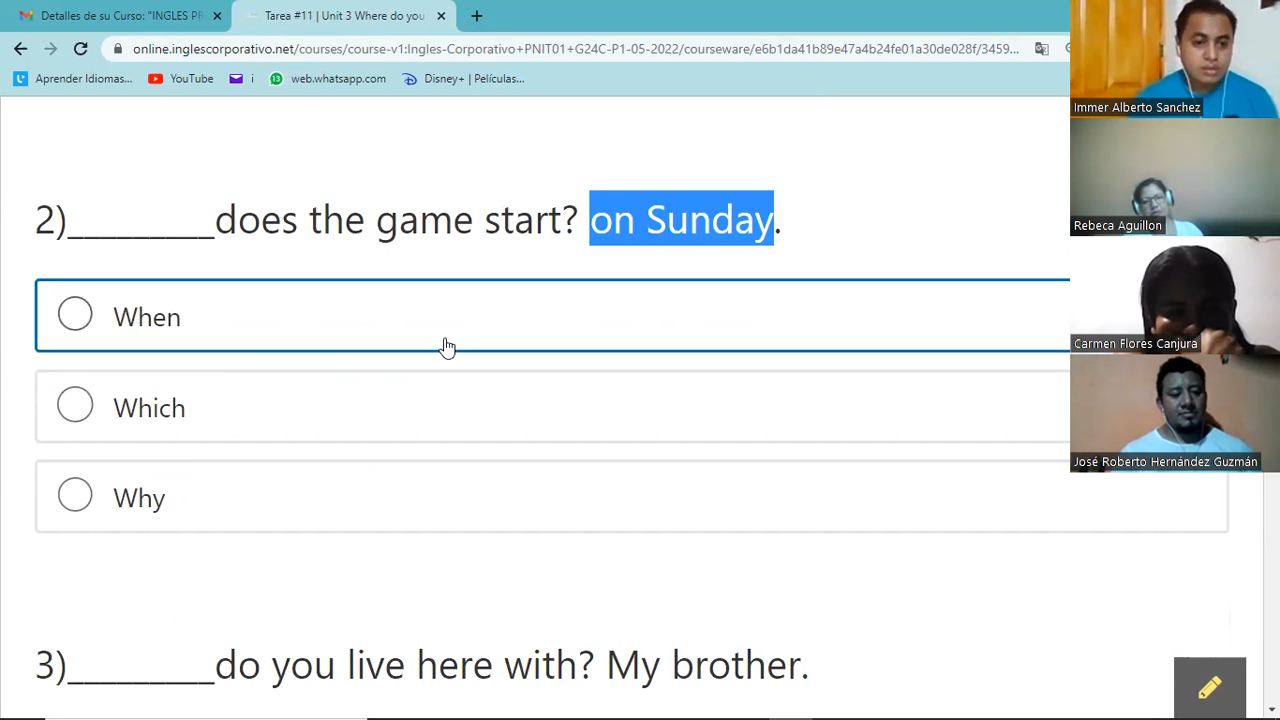 Detalles de su Curso: "INGLES PR
Tarea #11 | Unit 3 Where do you
online.inglescorporativo.net/courses/course-v1:Ingles-Corporativo+PNIT01+G24C-P1-05-2022/courseware/e6b1da41b89e47a4b24fe01a30de028f/3459...
Aprender Idiomas...
YouTube
i
13
web.whatsapp.com
Disney+ | Películas...
Immer Alberto Sanchez
2)_________does the game start? on Sunday.
Rebeca Aguillon
When
Carmen Flores Canjura
Which
José Roberto Hernández Guzmán
Why
3)_________do you live here with? My brother.